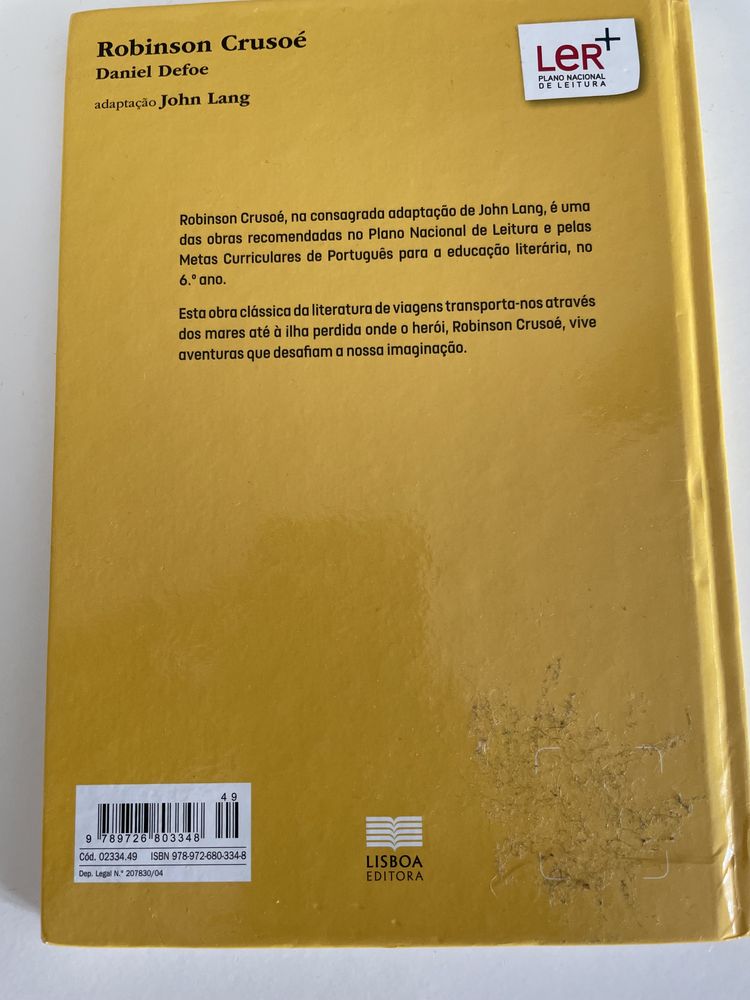 Robinson Crusoé
Daniel Defoe
adaptação John Lang
LeR+
PLANO NACIONAL
DE LEITURA
Robinson Crusoé, na consagrada adaptação de John Lang, é uma
das obras recomendadas no Plano Nacional de Leitura e pelas
Metas Curriculares de Português para a educação literária, no
6.º ano.
Esta obra clássica da literatura de viagens transporta-nos através
dos mares até à ilha perdida onde o herói, Robinson Crusoé, vive
aventuras que desafiam a nossa imaginação.
49
9 789726 803348
Cód. 02334.49 ISBN 978-972-680-334-8
Dep. Legal N.° 207830/04
LISBOA
EDITORA